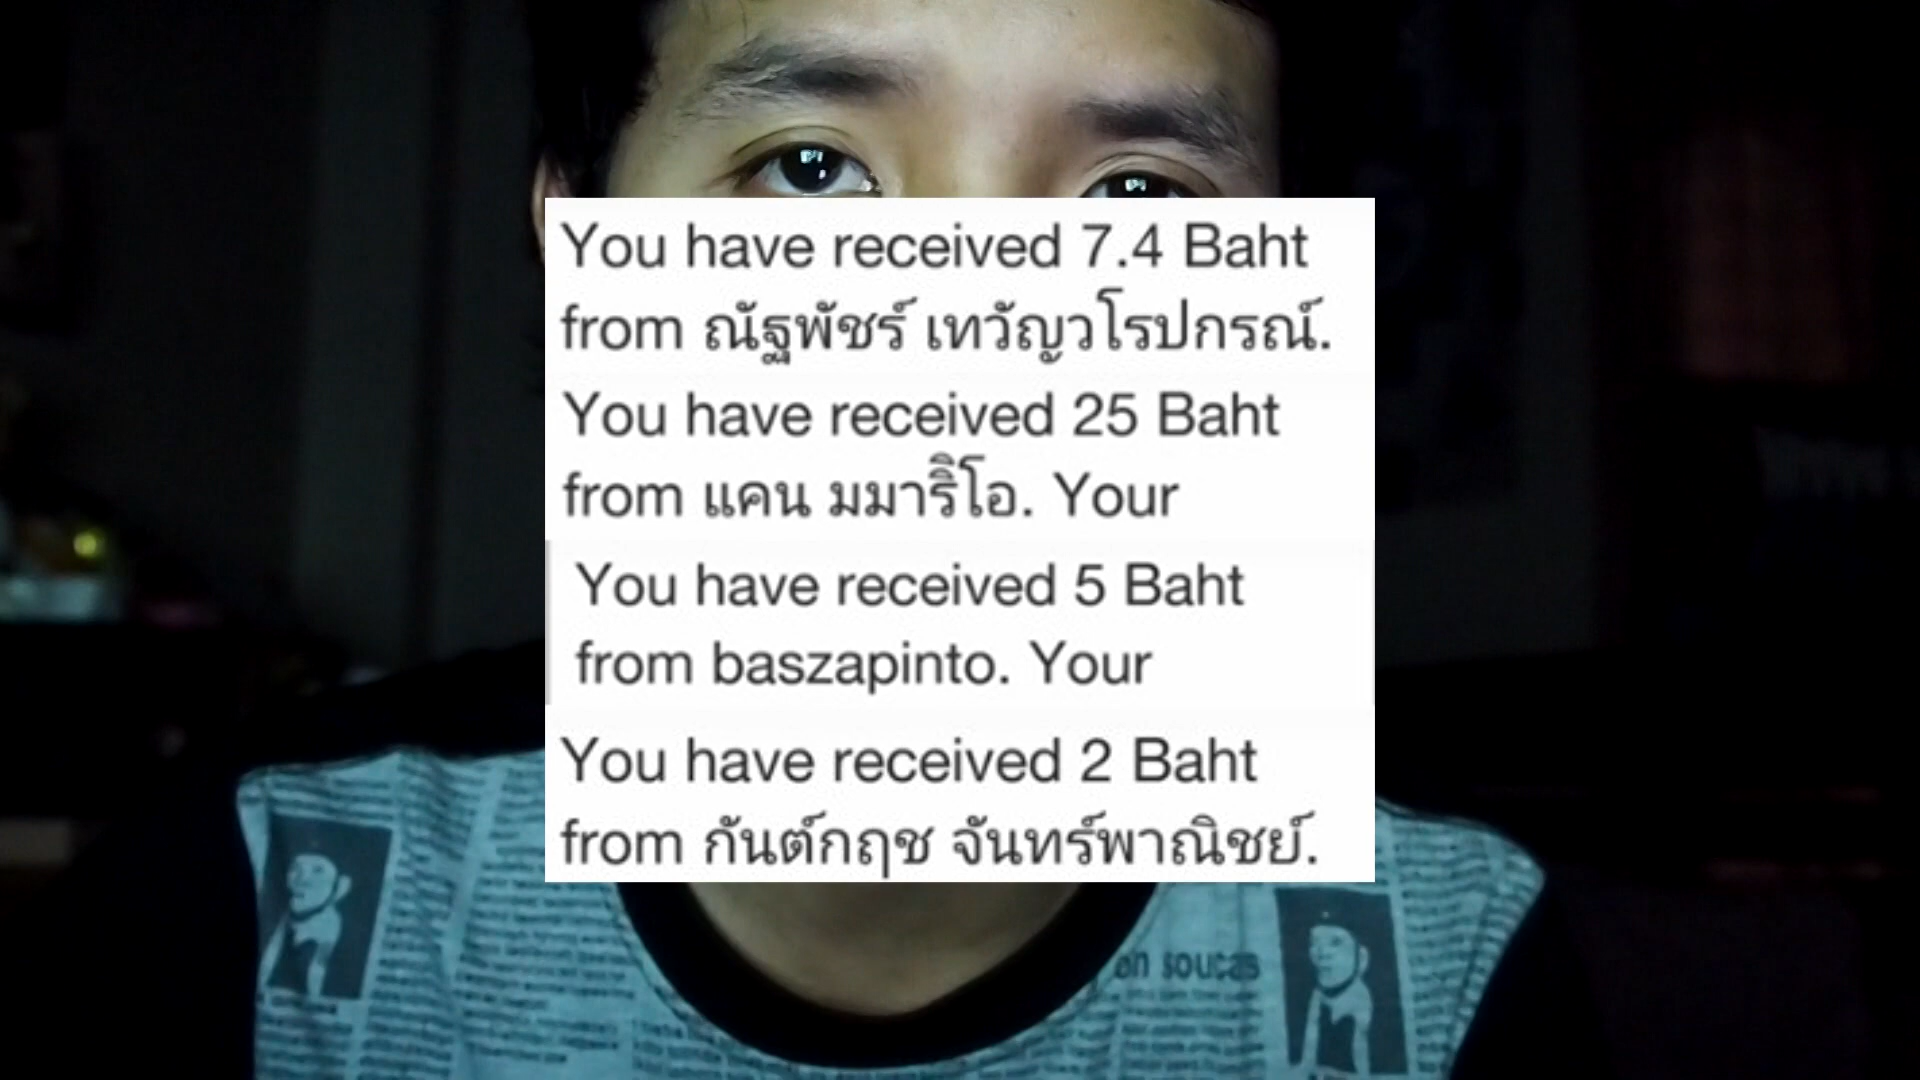 You have received 7.4 Baht
from ณัฐพัชร์ เทวัญวโรปกรณ์.
You have received 25 Baht
from แคน มมาริโอ. Your
You have received 5 Baht
from baszapinto. Your
You have received 2 Baht
from กันต์กฤช จันทร์พาณิชย์.
on soucas